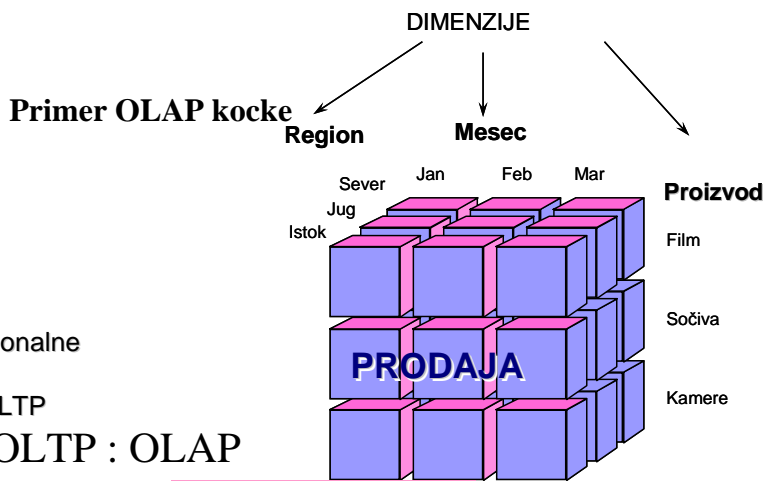 DIMENZIJE
Primer OLAP kocke
Region
Mesec
Proizvod
Jan
Feb
Mar
Sever
Jug
Istok
Film
Sočiva
Kamere
PRODAJA
onalne
LTP
OLTP : OLAP